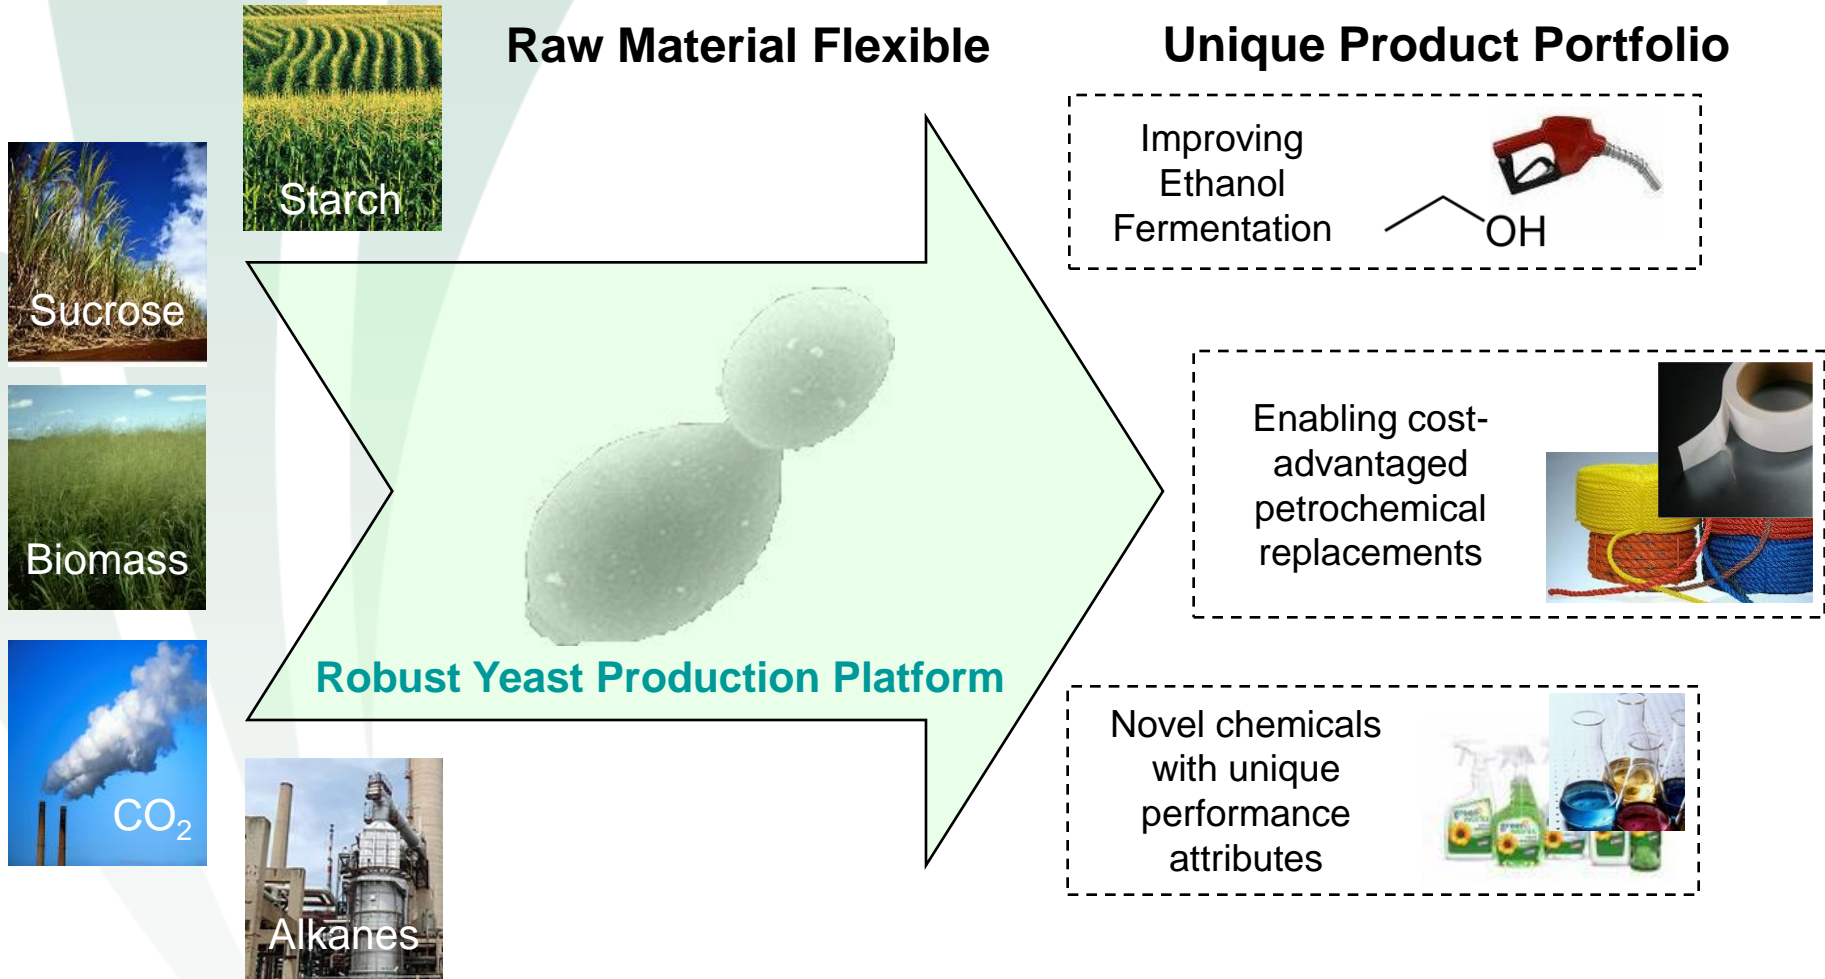 Raw Material Flexible
Unique Product Portfolio
Starch
Sucrose
Biomass
CO₂
Alkanes
Robust Yeast Production Platform
Improving
Ethanol
Fermentation
OH
Enabling cost-
advantaged
petrochemical
replacements
Novel chemicals
with unique
performance
attributes